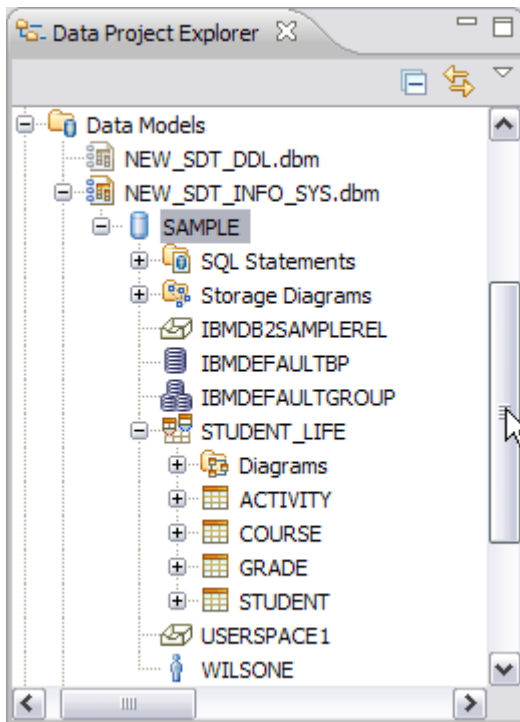 Data Project Explorer
Data Models
NEW_SDT_DDL.dbm
NEW_SDT_INFO_SYS.dbm
SAMPLE
SQL Statements
Storage Diagrams
IBMDB2SAMPLEREL
IBMDEFAULTBP
IBMDEFAULTGROUP
STUDENT_LIFE
Diagrams
ACTIVITY
COURSE
GRADE
STUDENT
USERSPACE1
WILSONE